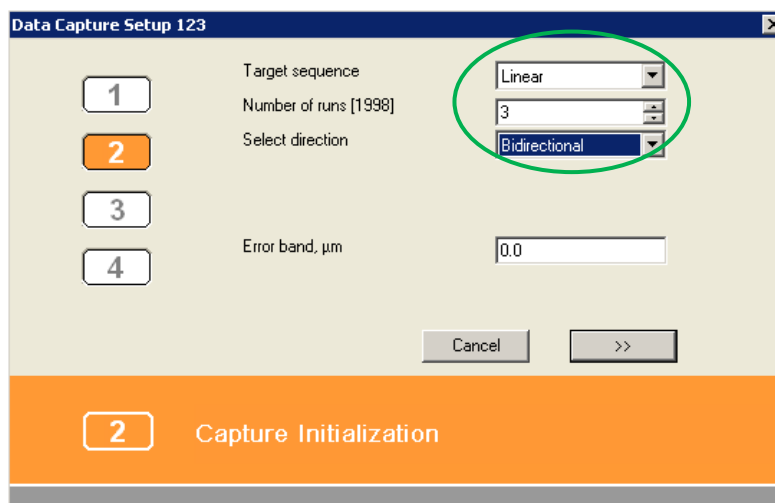 Data Capture Setup 123
1
Target sequence
Linear
Number of runs [1998]
3
2
Select direction
Bidirectional
3
Error band, µm
0.0
4
Cancel
>>
2
Capture Initialization